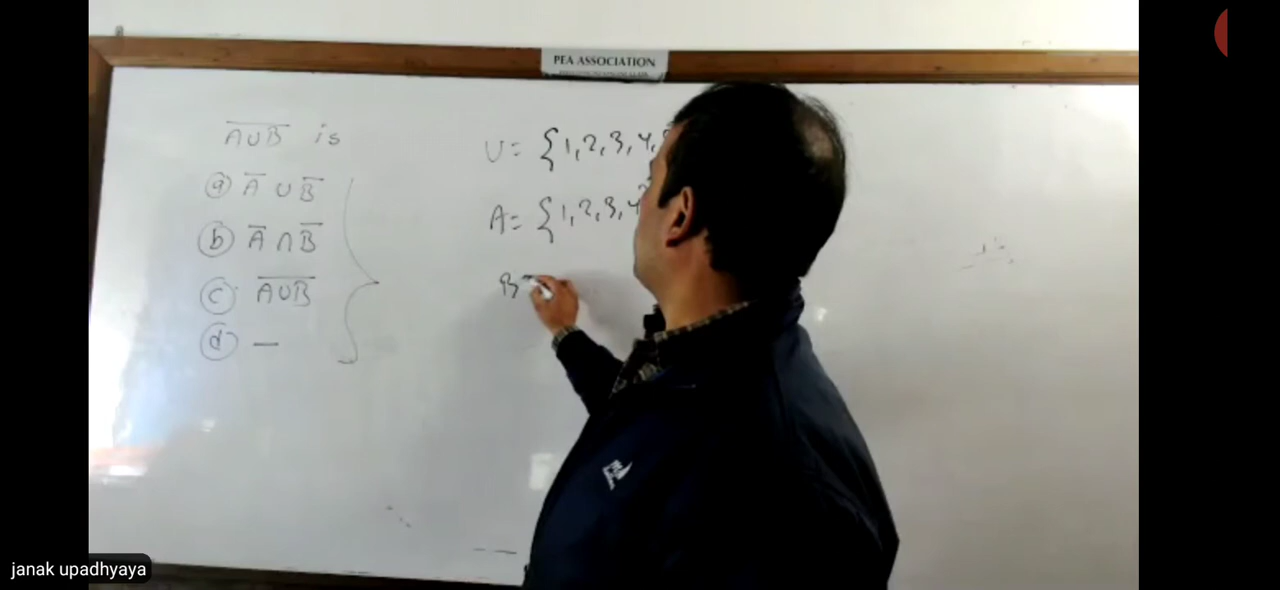 PEA ASSOCIATION
A̅U̅B̅ is
ⓐ A̅ ∪ B̅
ⓑ A̅ ∩ B̅
ⓒ A̅U̅B̅
ⓓ —
U = {1, 2, 3, 4,
A = {1, 2, 3, 4
B =
janak upadhyaya